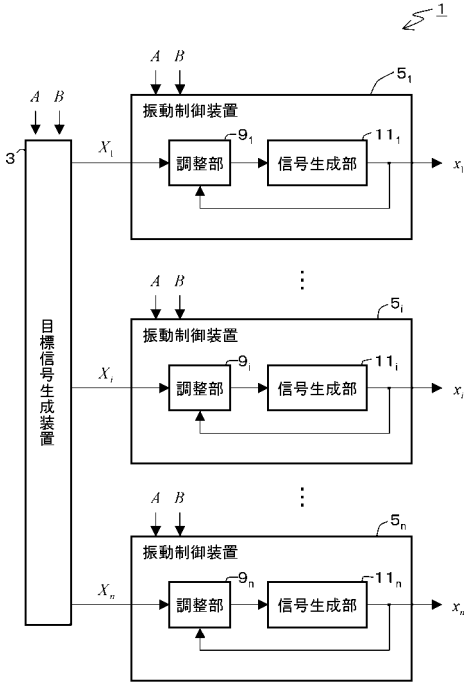 1
A B
3
目標信号生成装置
A B
5₁
振動制御装置
X₁
9₁
調整部
11₁
信号生成部
x₁
⋮
A B
5ᵢ
振動制御装置
Xᵢ
9ᵢ
調整部
11ᵢ
信号生成部
xᵢ
⋮
A B
5ₙ
振動制御装置
Xₙ
9ₙ
調整部
11ₙ
信号生成部
xₙ